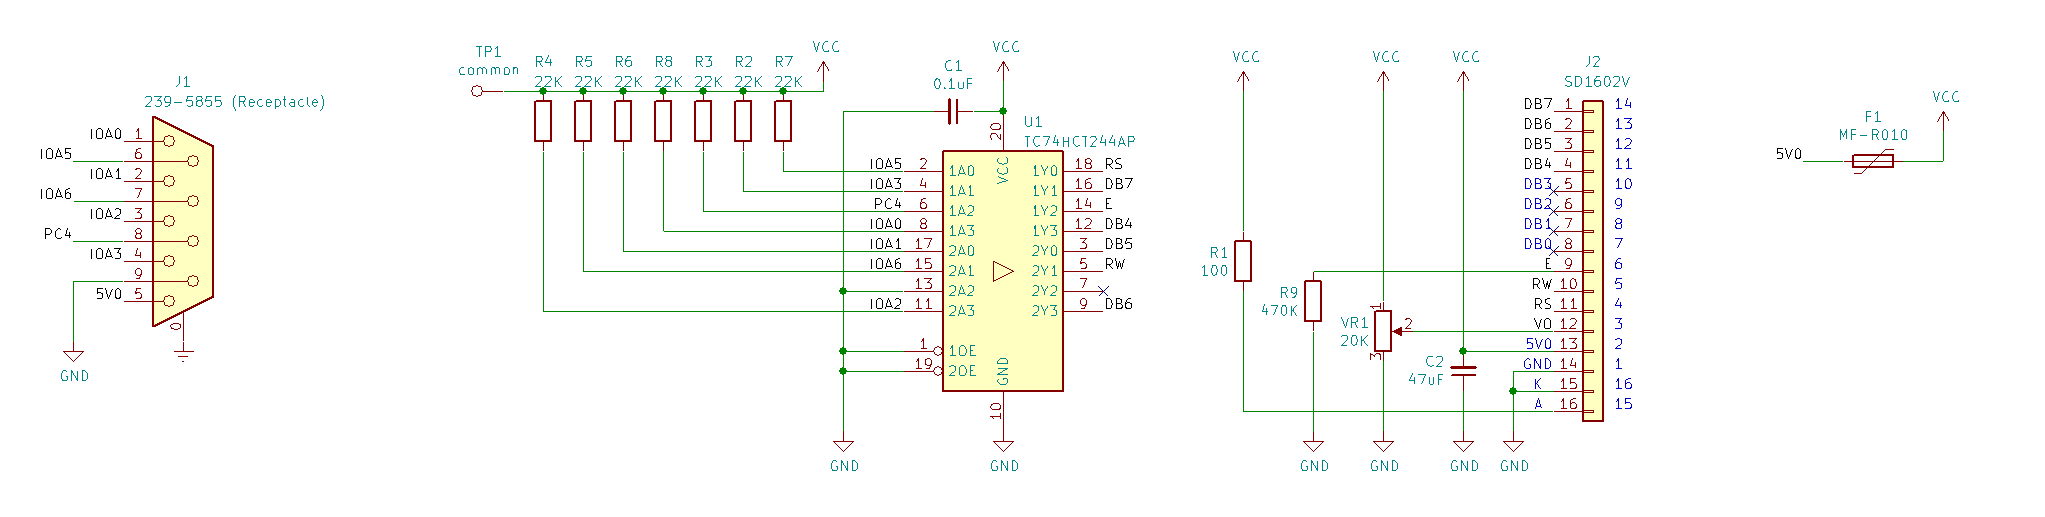 J1
239-5855 (Receptacle)
IOA0 1
IOA5 6
IOA1 2
IOA6 7
IOA2 3
PC4 8
IOA3 4
9
5V0 5
0
GND
TP1
common
R4 R5 R6 R8 R3 R2 R7
22K 22K 22K 22K 22K 22K 22K
VCC
C1
0.1uF
VCC
20
U1
TC74HCT244AP
VCC
IOA5 2 1A0 1Y0 18 RS
IOA3 4 1A1 1Y1 16 DB7
PC4 6 1A2 1Y2 14 E
IOA0 8 1A3 1Y3 12 DB4
IOA1 17 2A0 2Y0 3 DB5
IOA6 15 2A1 2Y1 5 RW
13 2A2 2Y2 7
IOA2 11 2A3 2Y3 9 DB6
1 1OE
19 2OE
GND
10
GND
GND
VCC
R1
100
R9
470K
GND
VCC
1
VR1
20K
2
3
GND
VCC
C2
47uF
GND
J2
SD1602V
DB7 1 14
DB6 2 13
DB5 3 12
DB4 4 11
DB3 5 10
DB2 6 9
DB1 7 8
DB0 8 7
E 9 6
RW 10 5
RS 11 4
VO 12 3
5V0 13 2
GND 14 1
K 15 16
A 16 15
GND
F1
MF-R010
5V0
VCC